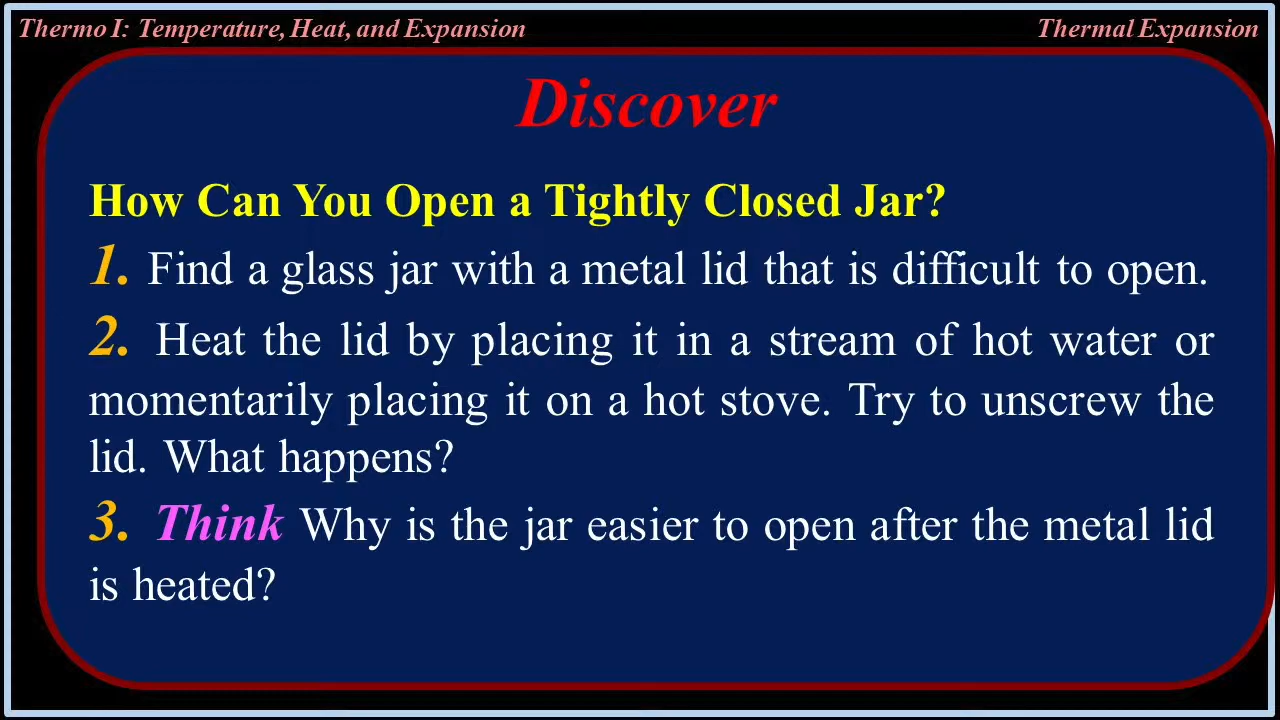 Thermo I: Temperature, Heat, and Expansion
Thermal Expansion
Discover
How Can You Open a Tightly Closed Jar?
1. Find a glass jar with a metal lid that is difficult to open.
2. Heat the lid by placing it in a stream of hot water or
momentarily placing it on a hot stove. Try to unscrew the
lid. What happens?
3. Think Why is the jar easier to open after the metal lid
is heated?